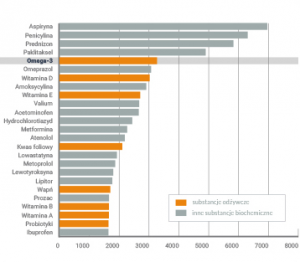 Aspiryna
Penicylina
Prednizon
Paklitaksel
Omega-3
Omeprazol
Witamina D
Amoksycylina
Witamina E
Valium
Acetominofen
Hydrochlorotiazyd
Metformina
Atenolol
Kwas foliowy
Lowastatyna
Metoprolol
Lewotyroksyna
Lipitor
Wapń
Prozac
Witamina B
Witamina A
Probiotyki
Ibuprofen
substancje odżywcze
inne substancje biochemiczne
0 1000 2000 3000 4000 5000 6000 7000 8000